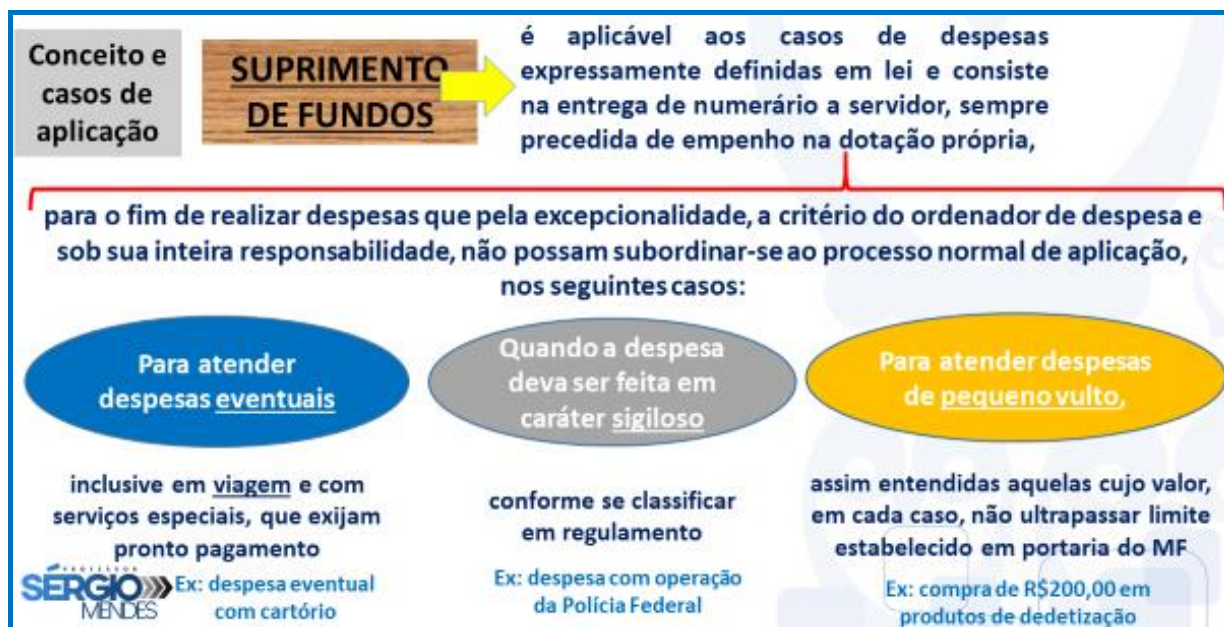 Conceito e
casos de
aplicação
SUPRIMENTO
DE FUNDOS
é aplicável aos casos de despesas
expressamente definidas em lei e consiste
na entrega de numerário a servidor, sempre
precedida de empenho na dotação própria,
para o fim de realizar despesas que pela excepcionalidade, a critério do ordenador de despesa e
sob sua inteira responsabilidade, não possam subordinar-se ao processo normal de aplicação,
nos seguintes casos:
Para atender
despesas eventuais
inclusive em viagem e com
serviços especiais, que exijam
pronto pagamento
Ex: despesa eventual
com cartório
Quando a despesa
deva ser feita em
caráter sigiloso
conforme se classificar
em regulamento
Ex: despesa com operação
da Polícia Federal
Para atender despesas
de pequeno vulto,
assim entendidas aquelas cujo valor,
em cada caso, não ultrapassar limite
estabelecido em portaria do MF
Ex: compra de R$200,00 em
produtos de dedetização
PROFESSOR
SÉRGIO
MENDES